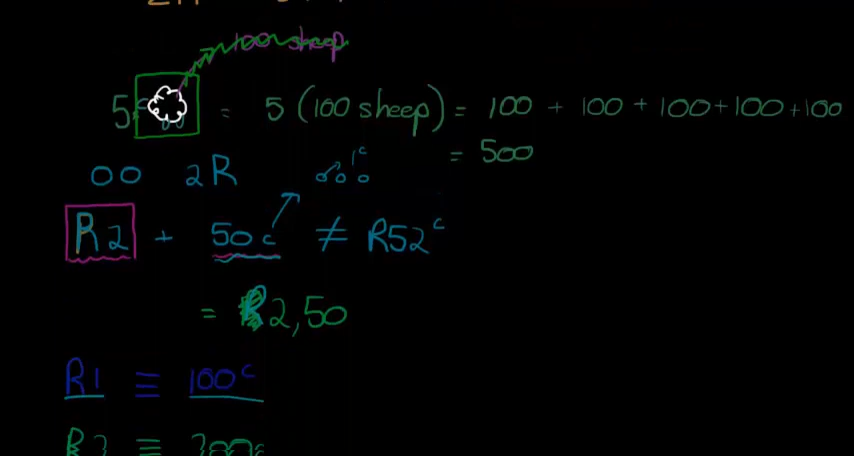 100 sheep
5 = 5 (100 sheep) = 100 + 100 + 100 + 100 + 100
= 500
00 2R 1c
R2 + 50c ≠ R52c
= R2,50
R1 ≡ 100c